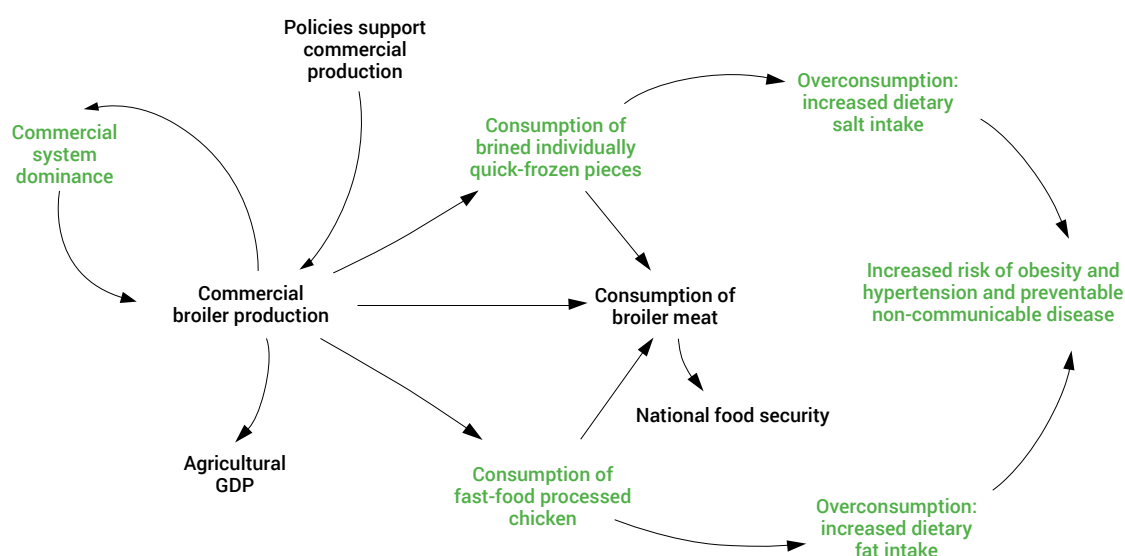 Policies support
commercial
production
Overconsumption:
increased dietary
salt intake
Commercial
system
dominance
Consumption of
brined individually
quick-frozen pieces
Increased risk of obesity and
hypertension and preventable
non-communicable disease
Commercial
broiler production
Consumption of
broiler meat
National food security
Agricultural
GDP
Consumption of
fast-food processed
chicken
Overconsumption:
increased dietary
fat intake